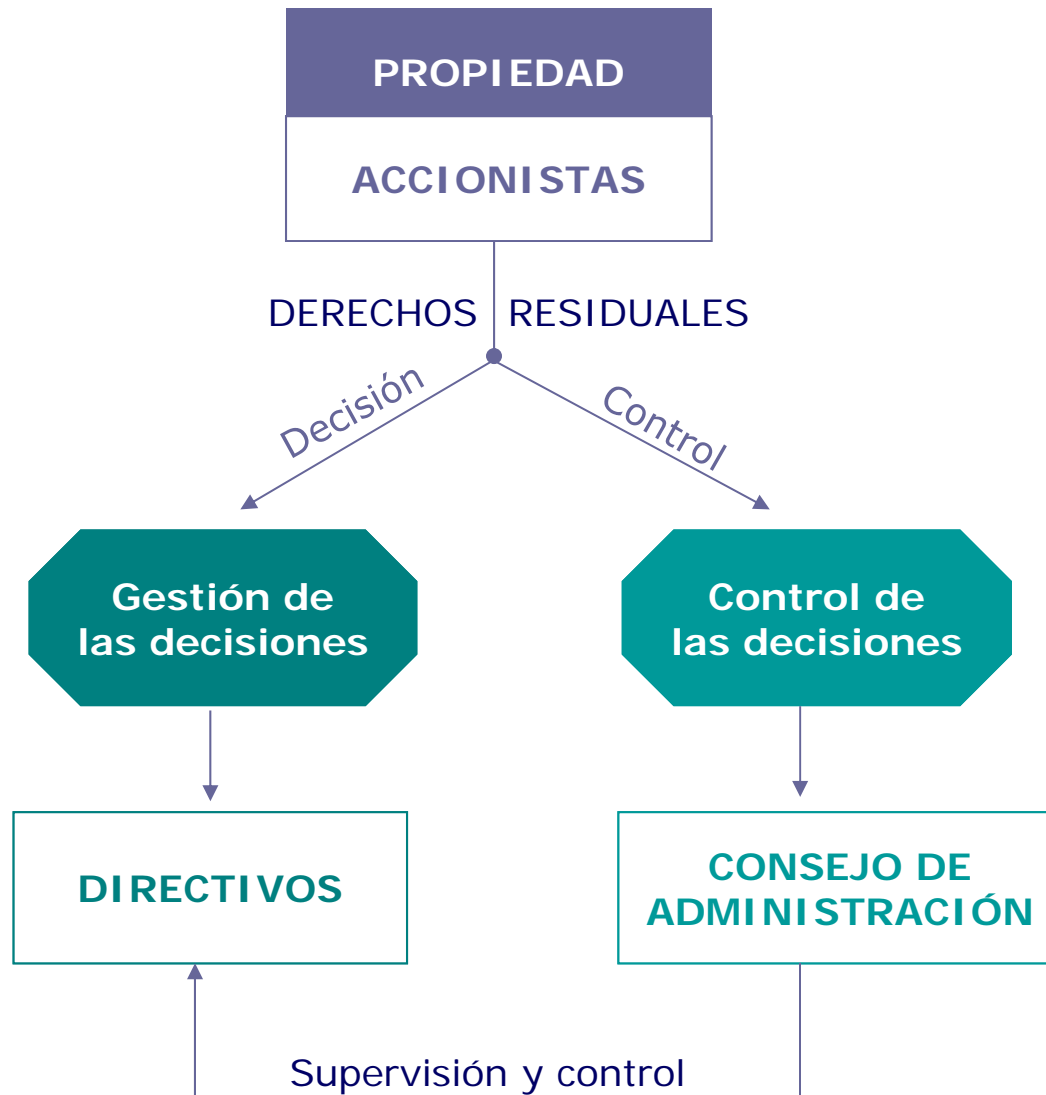 PROPIEDAD
ACCIONISTAS
DERECHOS RESIDUALES
Decisión
Control
Gestión de
las decisiones
Control de
las decisiones
DIRECTIVOS
CONSEJO DE
ADMINISTRACIÓN
Supervisión y control